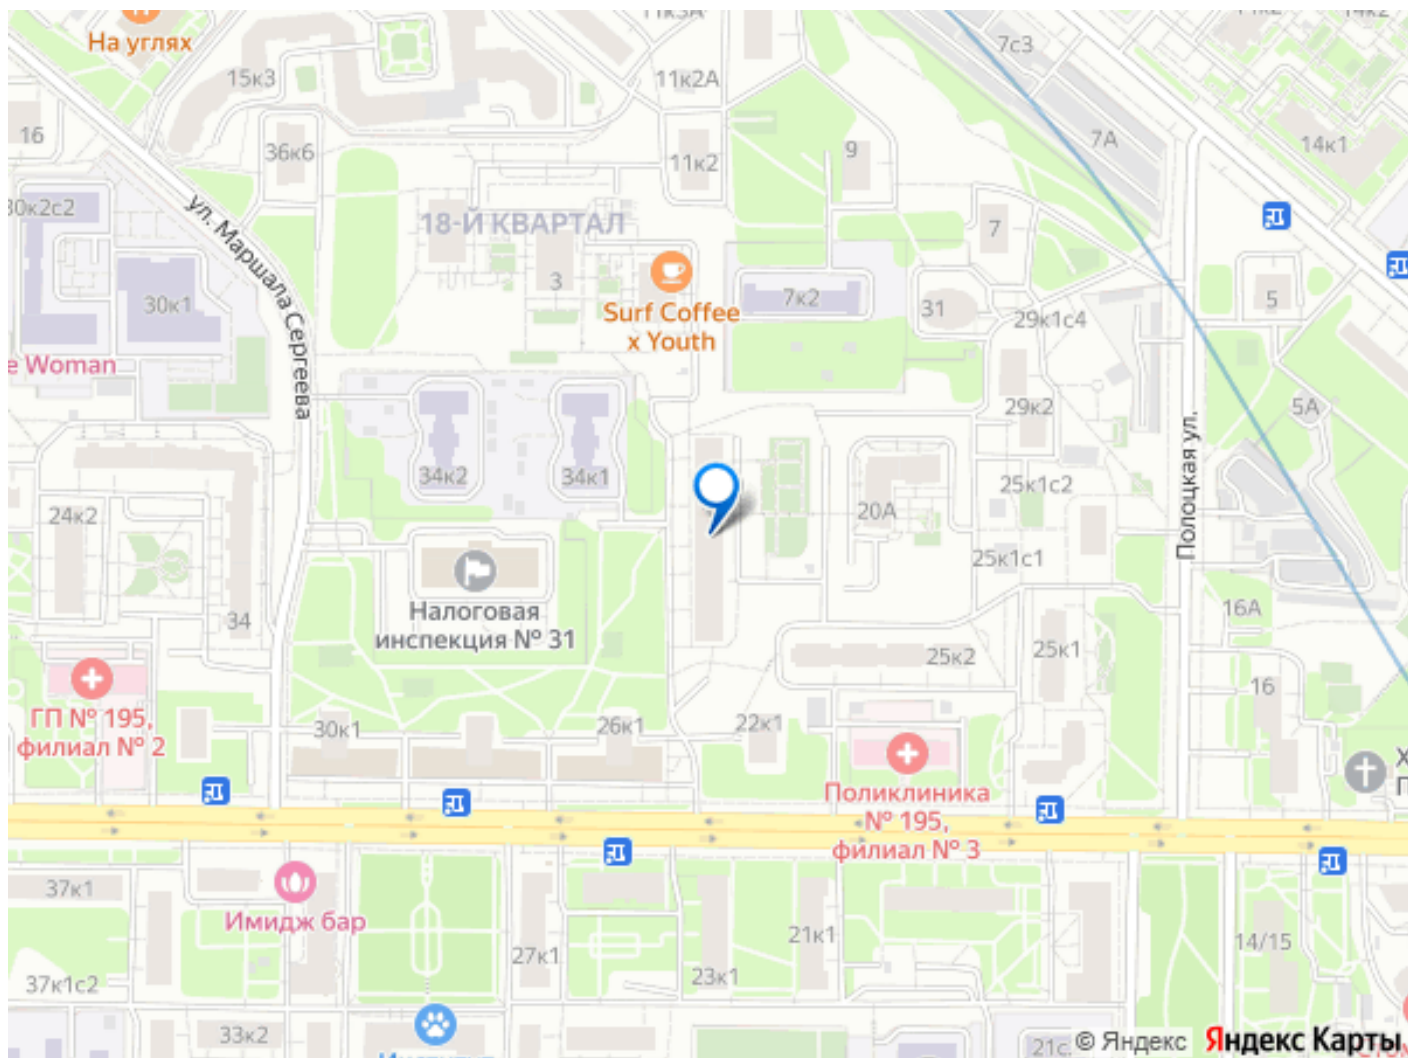 На углях
15к3
11к3А
11к2А
7с3
11к2
14к2
7А
14к1
16
36к6
11к2
9
30к2с2
ул. Маршала Сергеева
18-Й КВАРТАЛ
7
30к1
3
7к2
31
29к1с4
5
Surf Coffee
x Youth
e Woman
29к2
5А
Полоцкая ул.
34к2
34к1
24к2
20А
25к1с2
25к1с1
Налоговая
инспекция № 31
34
16А
25к2
25к1
16
ГП № 195,
филиал № 2
30к1
26к1
22к1
Поликлиника
№ 195,
филиал № 3
Х
П
37к1
Имидж бар
27к1
21к1
23к1
14/15
37к1с2
33к2
21с.
© Яндекс
Яндекс Карты